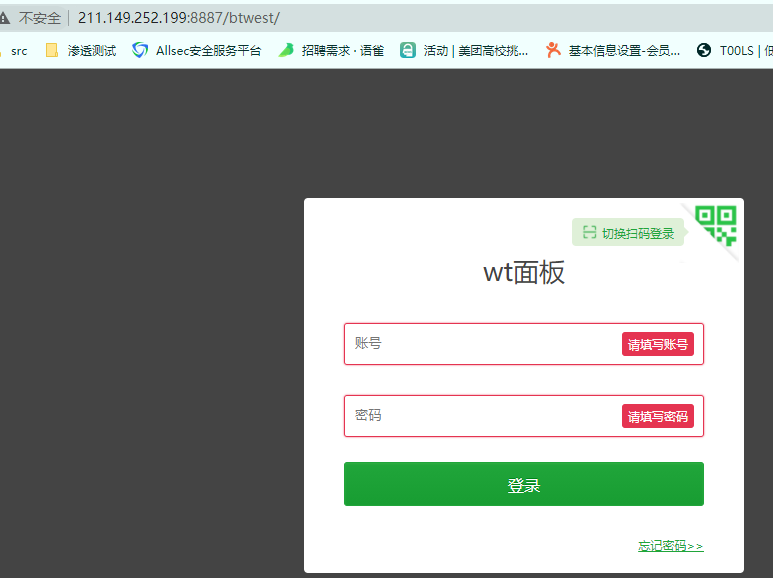 不安全 211.149.252.199:8887/btwest/
src 渗透测试 Allsec安全服务平台 招聘需求 · 语雀 活动 | 美团高校挑... 基本信息设置-会员... T00LS | 低
切换扫码登录
wt面板
账号 请填写账号
密码 请填写密码
登录
忘记密码>>